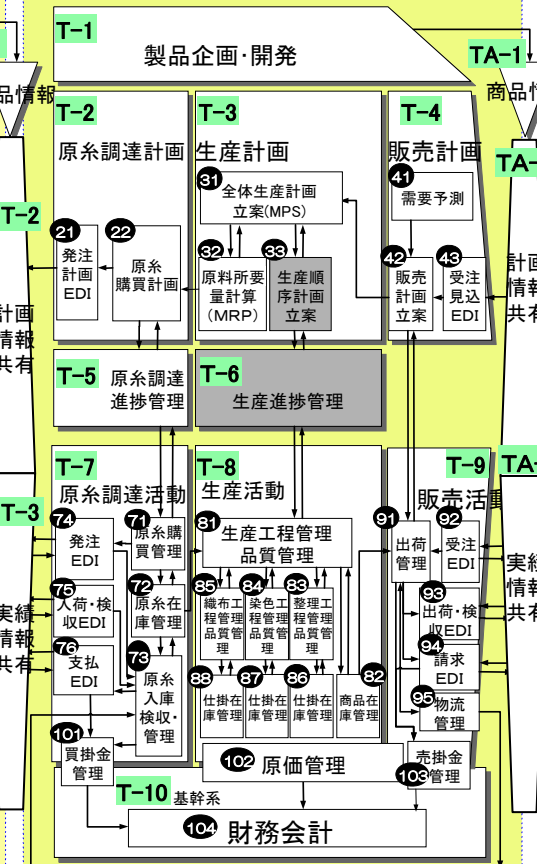 T-1
製品企画・開発
TA-1
品情報
商品情
T-2
原糸調達計画
T-3
生産計画
T-4
販売計画
TA-
T-2
31
全体生産計画
立案(MPS)
41
需要予測
21
発注
計画
EDI
22
原糸
購買計画
32
原料所要
量計算
(MRP)
33
生産順
序計画
立案
42
販売
計画
立案
43
受注
見込
EDI
計画
情報
共有
計画
情報
共有
T-5
原糸調達
進捗管理
T-6
生産進捗管理
T-7
原糸調達活動
T-8
生産活動
T-9
販売活動
TA-
T-3
74
発注
EDI
71
原糸購
買管理
81
生産工程管理
品質管理
91
出荷
管理
92
受注
EDI
75
入荷・検
収EDI
72
原糸在
庫管理
85
織布工
程管理
品質管
理
84
染色工
程管理
品質管
理
83
整理工
程管理
品質管
理
93
出荷・検
収EDI
実績
情報
共有
実績
情報
共有
76
支払
EDI
73
原糸
入庫
検収・
管理
94
請求
EDI
88
仕掛在
庫管理
87
仕掛在
庫管理
86
仕掛在
庫管理
82
商品在
庫管理
95
物流
管理
101
買掛金
管理
102
原価管理
103
売掛金
管理
T-10
基幹系
104
財務会計